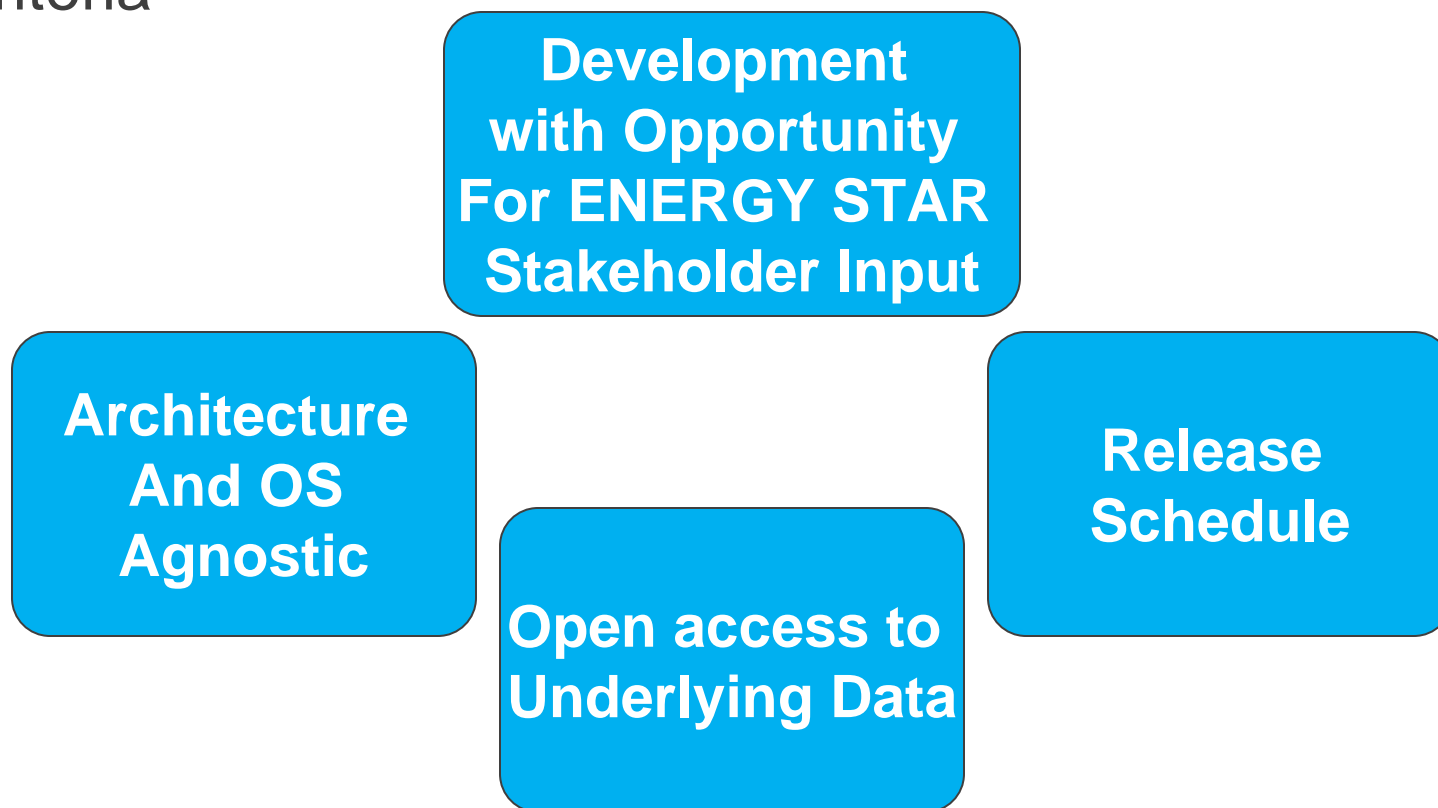 Development
with Opportunity
For ENERGY STAR
Stakeholder Input
Architecture
And OS
Agnostic
Release
Schedule
Open access to
Underlying Data